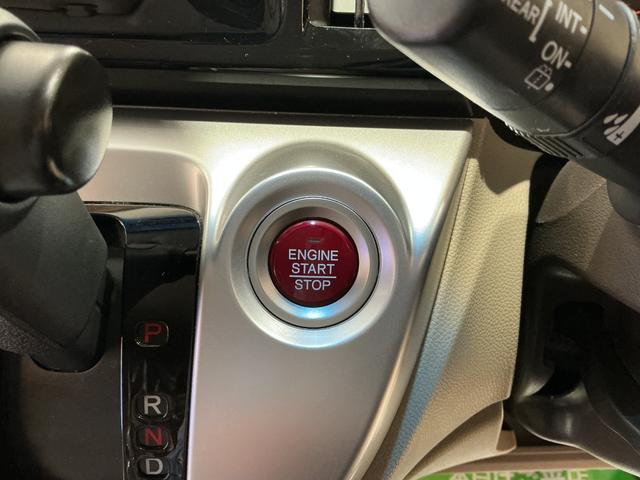 REAR
INT
ON
ENGINE
START
STOP
P
R
N
D